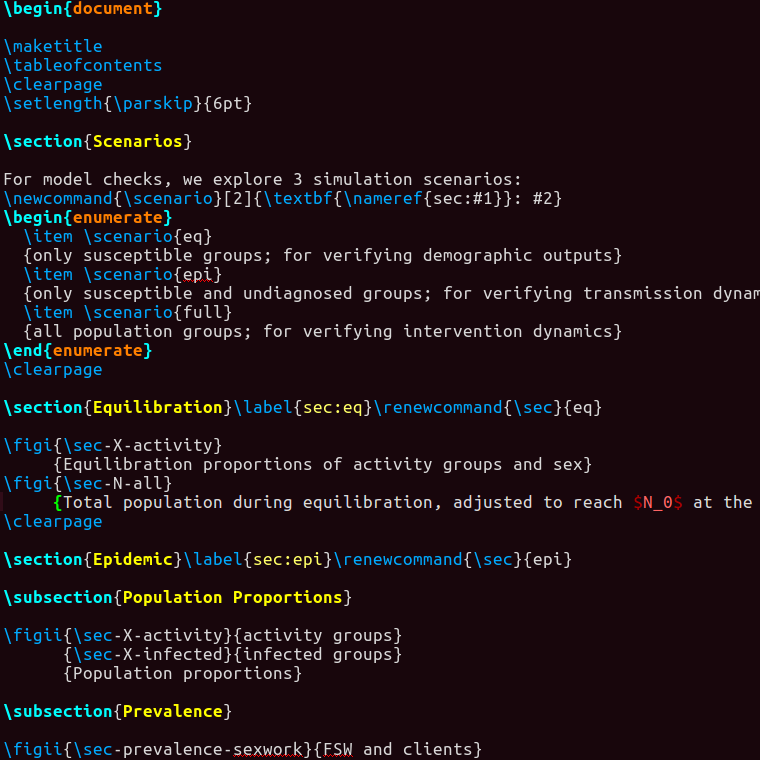 \begin{document}
\maketitle
\tableofcontents
\clearpage
\setlength{\parskip}{6pt}
\section{Scenarios}
For model checks, we explore 3 simulation scenarios:
\newcommand{\scenario}[2]{\textbf{\nameref{sec:#1}}: #2}
\begin{enumerate}
\item \scenario{eq}
{only susceptible groups; for verifying demographic outputs}
\item \scenario{epi}
{only susceptible and undiagnosed groups; for verifying transmission dynam
\item \scenario{full}
{all population groups; for verifying intervention dynamics}
\end{enumerate}
\clearpage
\section{Equilibration}\label{sec:eq}\renewcommand{\sec}{eq}
\figi{\sec-X-activity}
{Equilibration proportions of activity groups and sex}
\figi{\sec-N-all}
{Total population during equilibration, adjusted to reach $N_0$ at the
\clearpage
\section{Epidemic}\label{sec:epi}\renewcommand{\sec}{epi}
\subsection{Population Proportions}
\figii{\sec-X-activity}{activity groups}
{\sec-X-infected}{infected groups}
{Population proportions}
\subsection{Prevalence}
\figii{\sec-prevalence-sexwork}{FSW and clients}